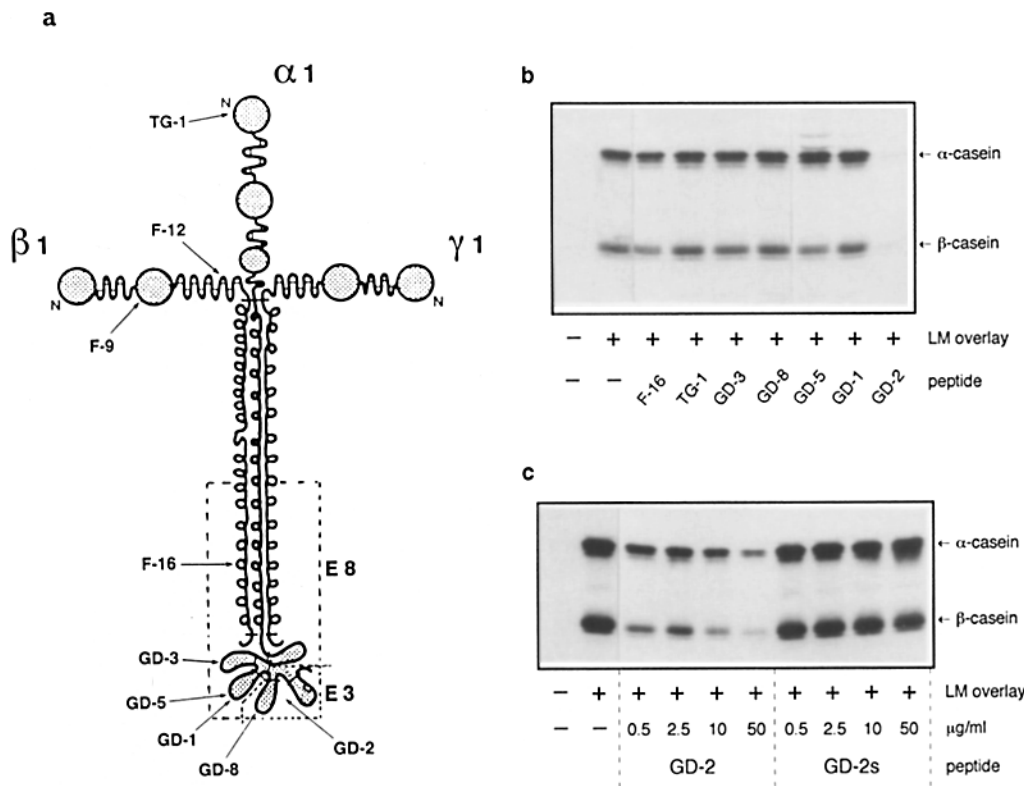 a
α1
N
TG-1
β1
F-12
γ1
N
N
F-9
F-16
E 8
GD-3
GD-5
E 3
GD-1
GD-2
GD-8
b
← α-casein
← β-casein
− + + + + + + + + LM overlay
− − F-16 TG-1 GD-3 GD-8 GD-5 GD-1 GD-2 peptide
c
← α-casein
← β-casein
− + + + + + + + + + LM overlay
− − 0.5 2.5 10 50 0.5 2.5 10 50 μg/ml
GD-2 GD-2s peptide